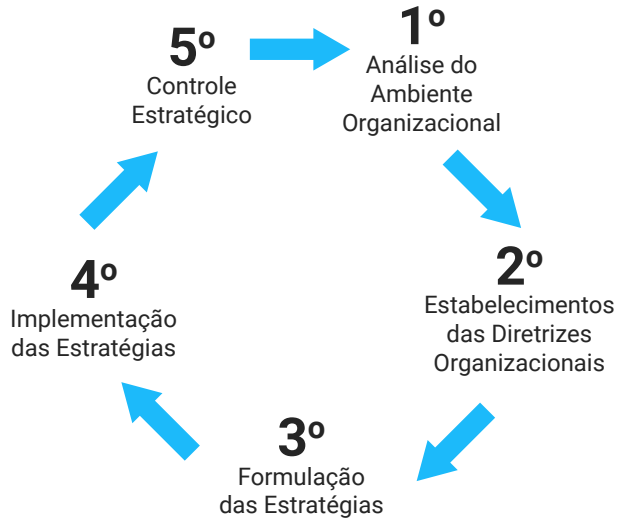 1º
Análise do
Ambiente
Organizacional
2º
Estabelecimentos
das Diretrizes
Organizacionais
3º
Formulação
das Estratégias
4º
Implementação
das Estratégias
5º
Controle
Estratégico